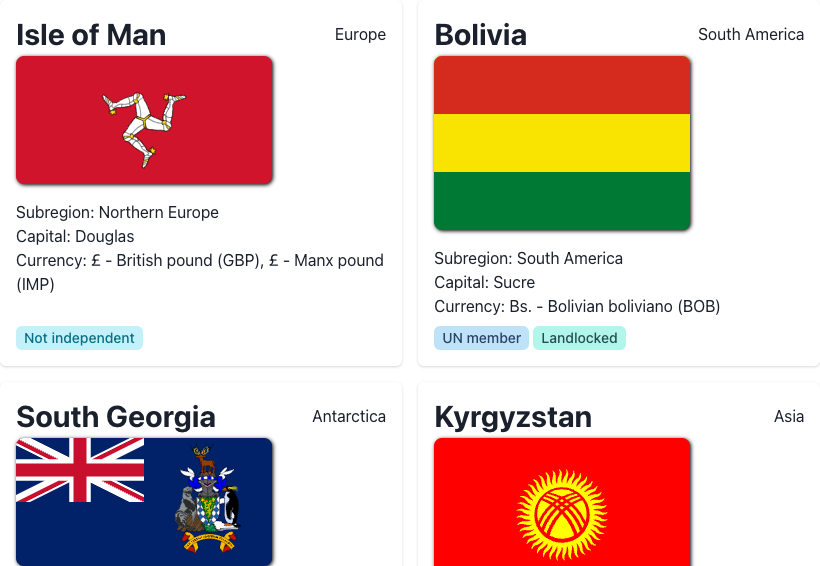 Isle of Man
Europe
Subregion: Northern Europe
Capital: Douglas
Currency: £ - British pound (GBP), £ - Manx pound
(IMP)
Not independent
Bolivia
South America
Subregion: South America
Capital: Sucre
Currency: Bs. - Bolivian boliviano (BOB)
UN member
Landlocked
South Georgia
Antarctica
Kyrgyzstan
Asia